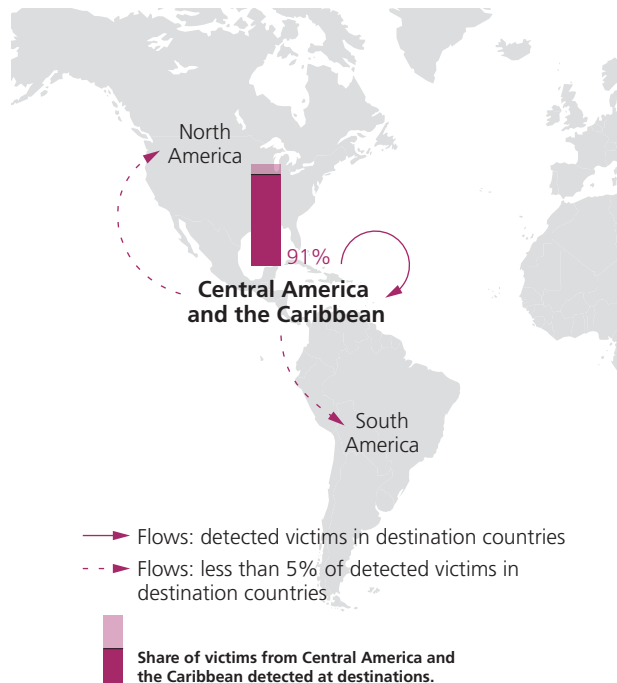 North
America
91%
Central America
and the Caribbean
South
America
Flows: detected victims in destination countries
Flows: less than 5% of detected victims in
destination countries
Share of victims from Central America and
the Caribbean detected at destinations.